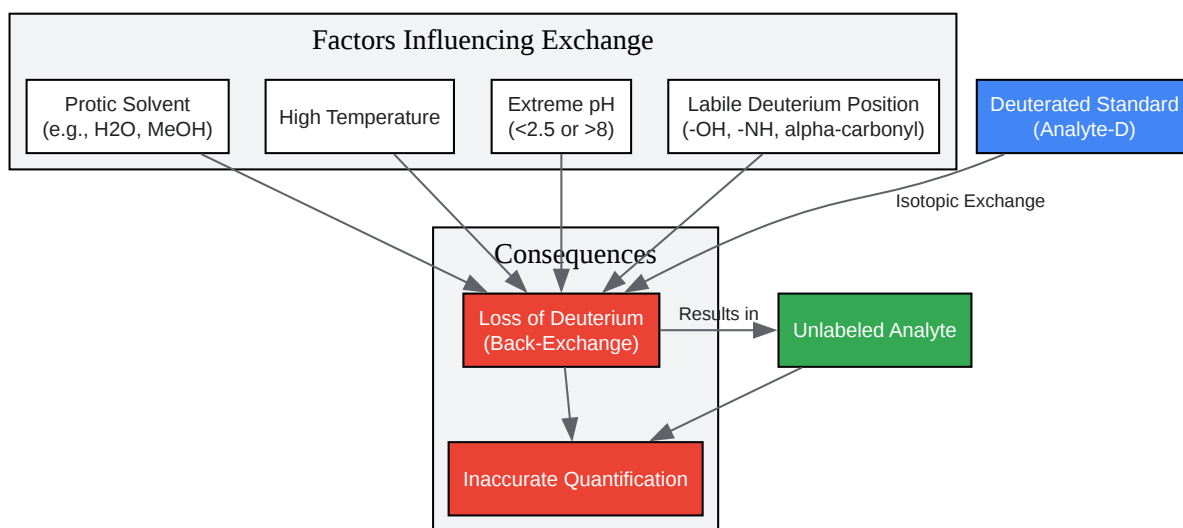 Factors Influencing Exchange
Protic Solvent
(e.g., H2O, MeOH)
High Temperature
Extreme pH
(<2.5 or >8)
Labile Deuterium Position
(-OH, -NH, alpha-carbonyl)
Deuterated Standard
(Analyte-D)
Isotopic Exchange
Consequences
Loss of Deuterium
(Back-Exchange)
Results in
Unlabeled Analyte
Inaccurate Quantification